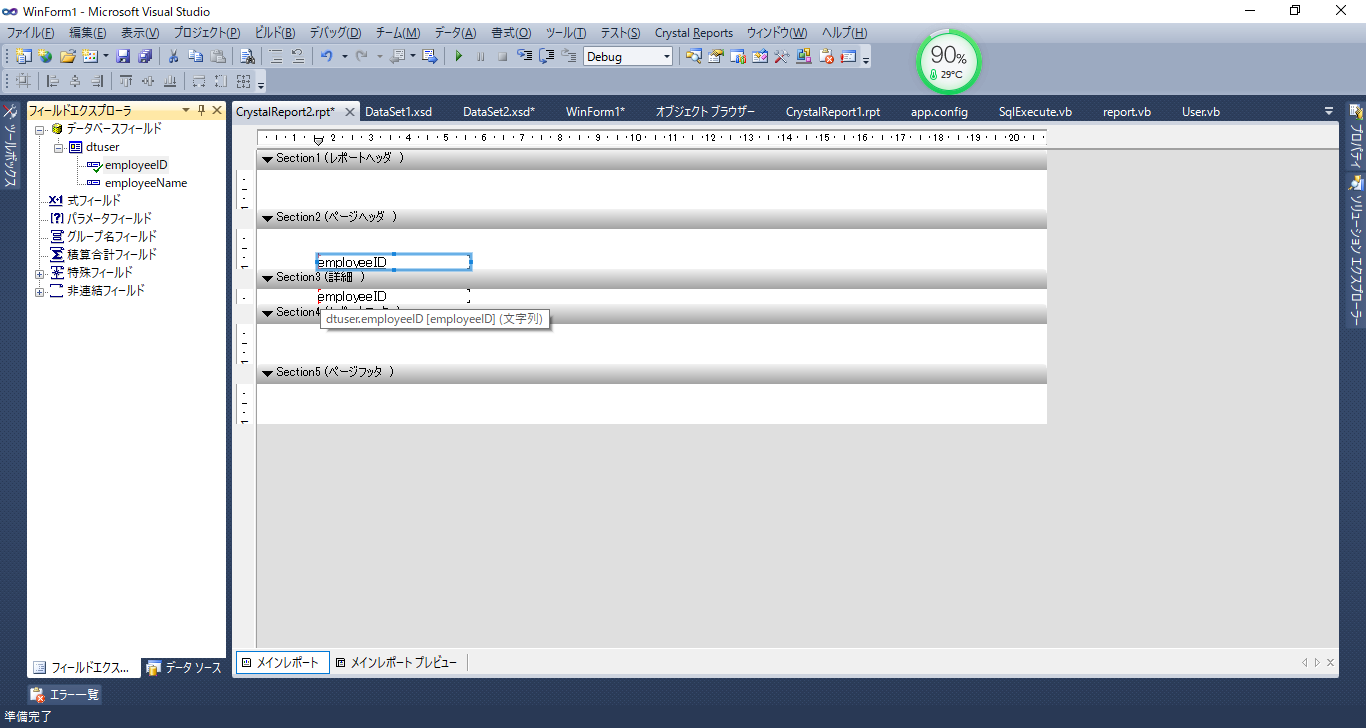 WinForm1 - Microsoft Visual Studio
ファイル(F) 編集(E) 表示(V) プロジェクト(P) ビルド(B) デバッグ(D) チーム(M) データ(A) 書式(O) ツール(T) テスト(S) Crystal Reports ウィンドウ(W) ヘルプ(H)
Debug
90%
29°C
フィールドエクスプローラ
CrystalReport2.rpt* DataSet1.xsd DataSet2.xsd* WinForm1* オブジェクト ブラウザー CrystalReport1.rpt app.config SqlExecute.vb report.vb User.vb
ツールボックス
データベースフィールド
dtuser
employeeID
employeeName
式フィールド
パラメータフィールド
グループ名フィールド
積算合計フィールド
特殊フィールド
非連結フィールド
1 2 3 4 5 6 7 8 9 10 11 12 13 14 15 16 17 18 19 20
Section1 (レポートヘッダ )
Section2 (ページヘッダ )
employeeID
Section3 (詳細 )
employeeID
Section4
dtuser.employeeID [employeeID] (文字列)
Section5 (ページフッタ )
プロパティ
ソリューション エクスプローラー
フィールドエクス... データ ソース
メインレポート メインレポート プレビュー
エラー一覧
準備完了